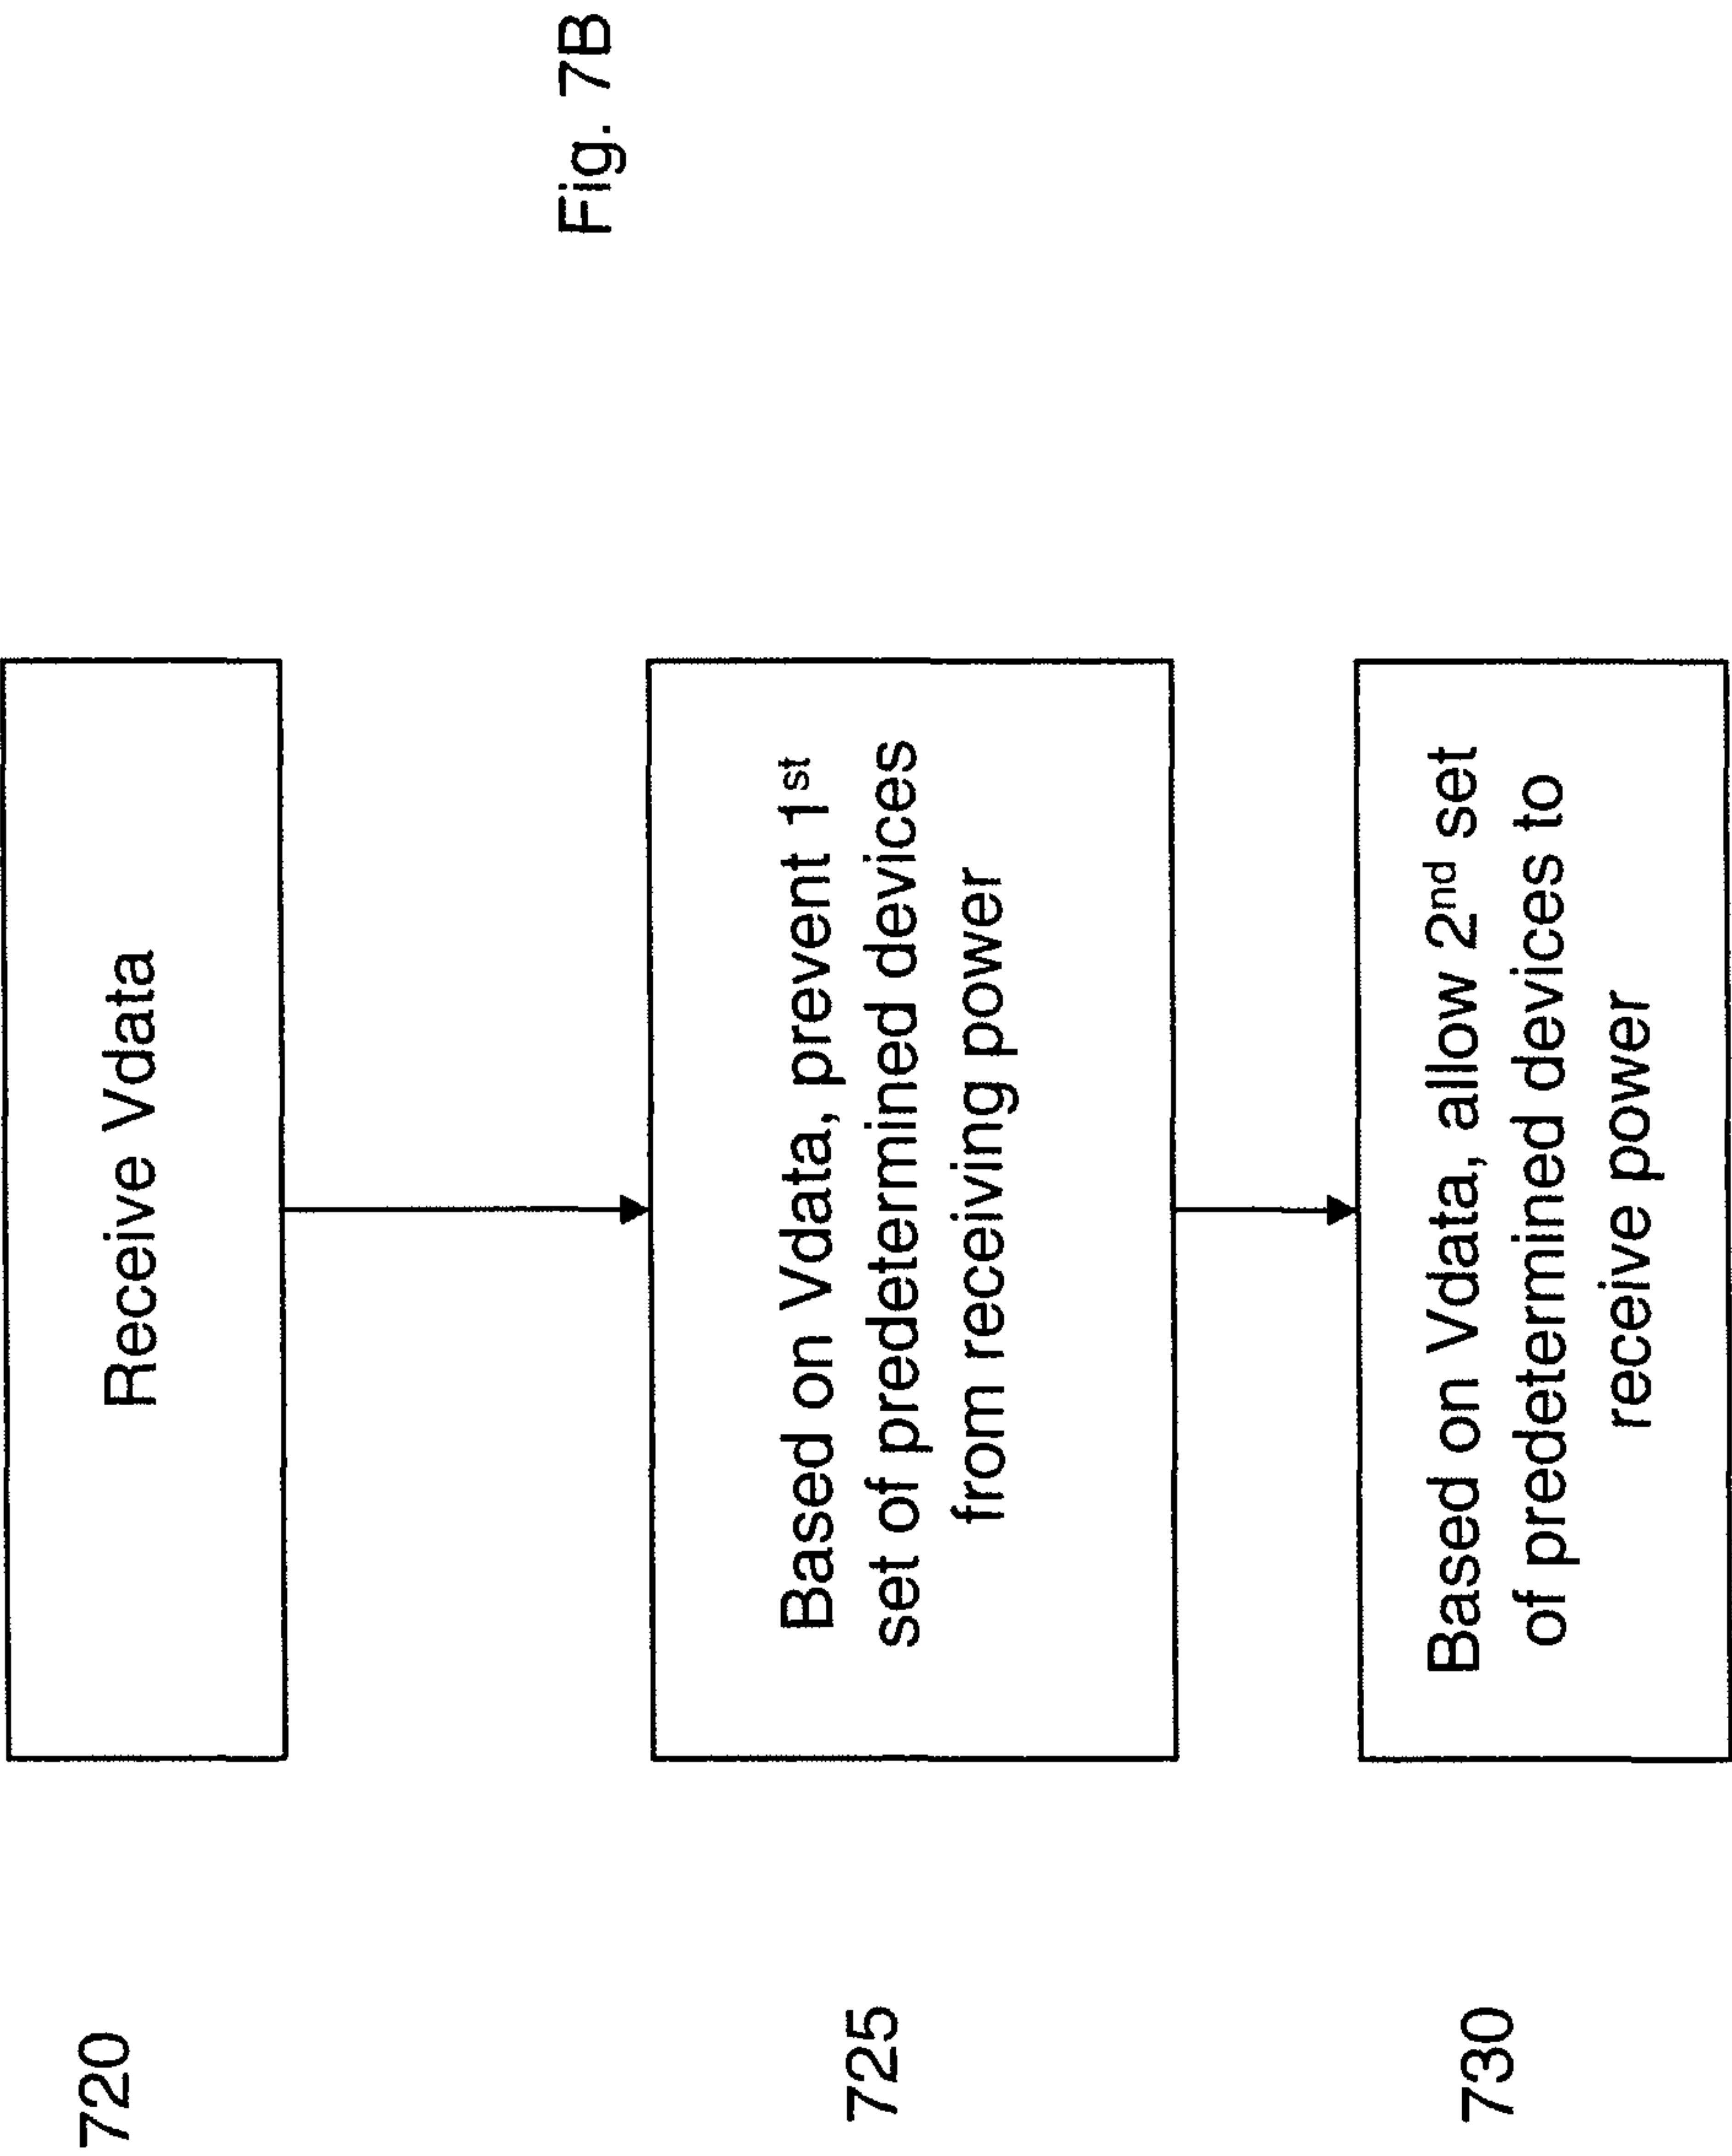 720
Receive Vdata
725
Based on Vdata, prevent 1st
set of predetermined devices
from receiving power
730
Based on Vdata, allow 2nd set
of predetermined devices to
receive power
Fig. 7B